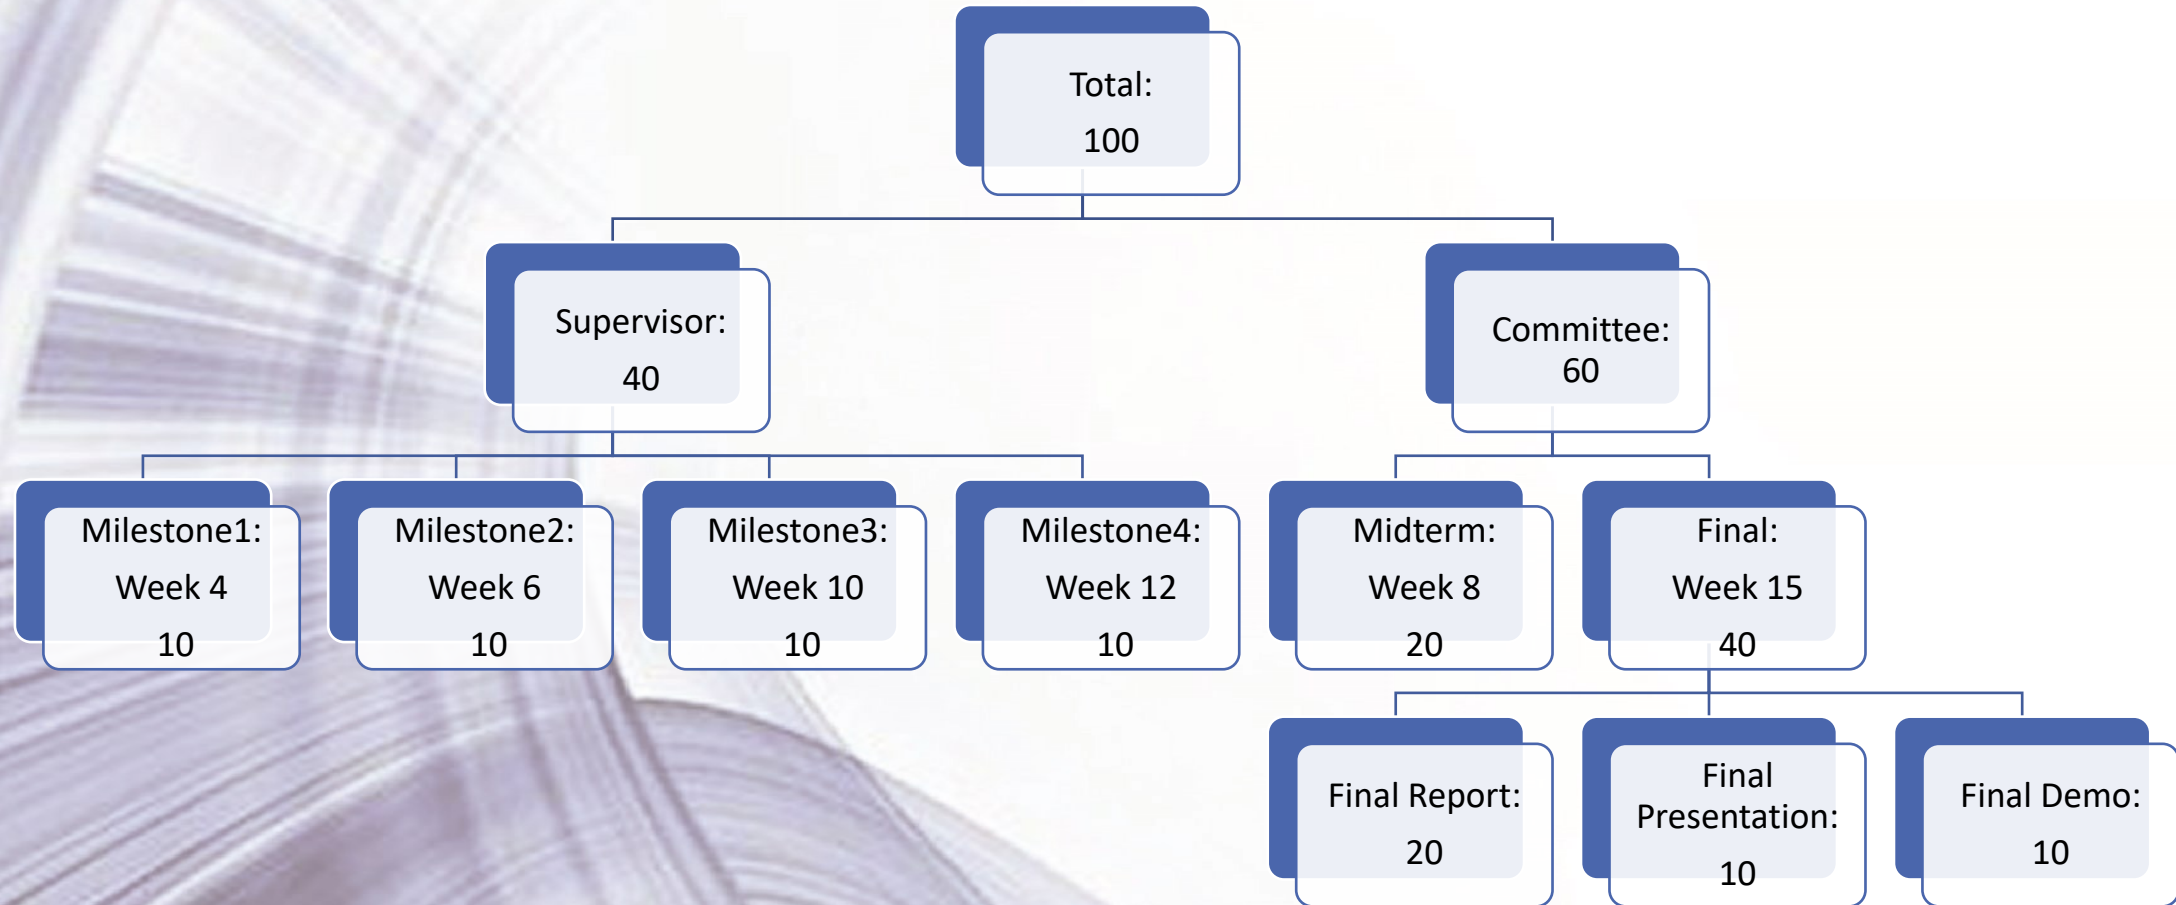 Total:
100
Supervisor:
40
Committee:
60
Milestone1:
Week 4
10
Milestone2:
Week 6
10
Milestone3:
Week 10
10
Milestone4:
Week 12
10
Midterm:
Week 8
20
Final:
Week 15
40
Final Report:
20
Final
Presentation:
10
Final Demo:
10